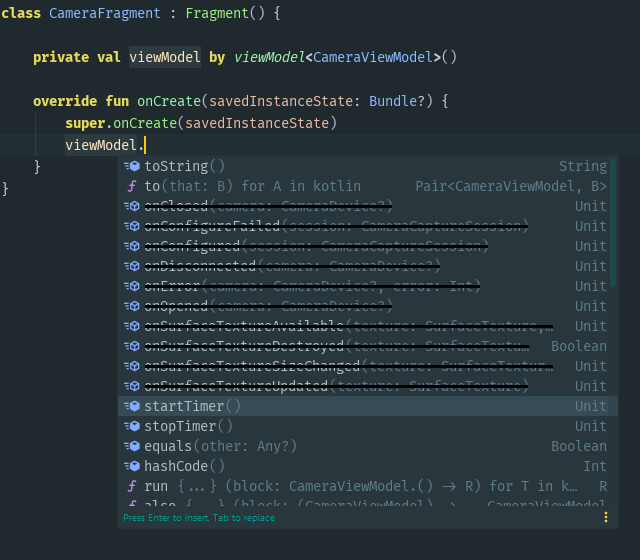 class CameraFragment : Fragment() {
private val viewModel by viewModel<CameraViewModel>()
override fun onCreate(savedInstanceState: Bundle?) {
super.onCreate(savedInstanceState)
viewModel.
}
}
toString() String
to(that: B) for A in kotlin Pair<CameraViewModel, B>
onClosed(camera: CameraDevice?) Unit
onConfigureFailed(session: CameraCaptureSession) Unit
onConfigured(session: CameraCaptureSession) Unit
onDisconnected(camera: CameraDevice?) Unit
onError(camera: CameraDevice?, error: Int) Unit
onOpened(camera: CameraDevice?) Unit
onSurfaceTextureAvailable(texture: SurfaceTexture,… Unit
onSurfaceTextureDestroyed(texture: SurfaceTextu… Boolean
onSurfaceTextureSizeChanged(texture: SurfaceTextur… Unit
onSurfaceTextureUpdated(texture: SurfaceTexture) Unit
startTimer() Unit
stopTimer() Unit
equals(other: Any?) Boolean
hashCode() Int
run {...} (block: CameraViewModel.() -> R) for T in k… R
also {...} (block: (CameraViewModel) -> … CameraViewModel
Press Enter to insert, Tab to replace